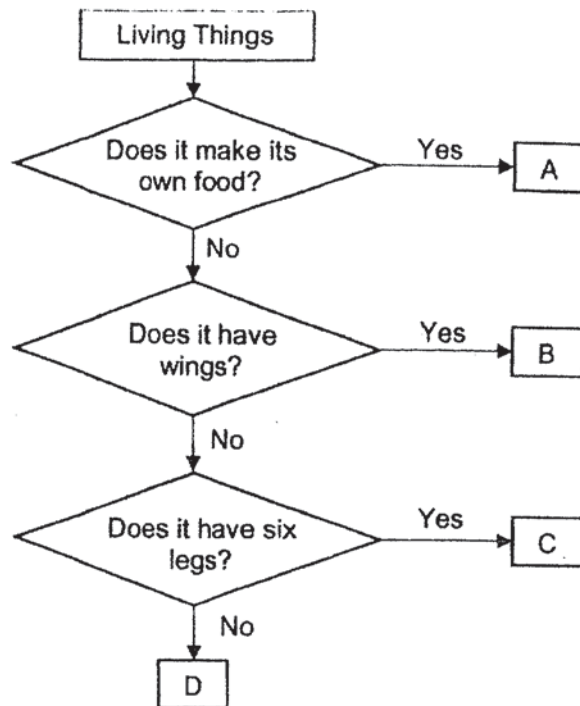 Living Things
Does it make its
own food?
Yes
A
No
Does it have
wings?
Yes
B
No
Does it have six
legs?
Yes
C
No
D